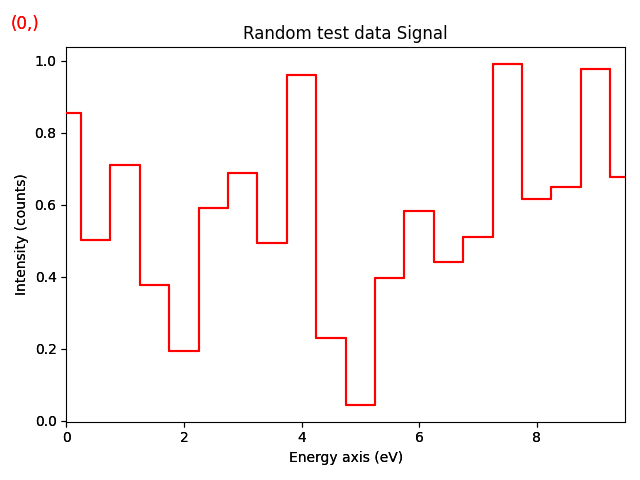 (0,)
Random test data Signal
Intensity (counts)
1.0
0.8
0.6
0.4
0.2
0.0
0 2 4 6 8
Energy axis (eV)